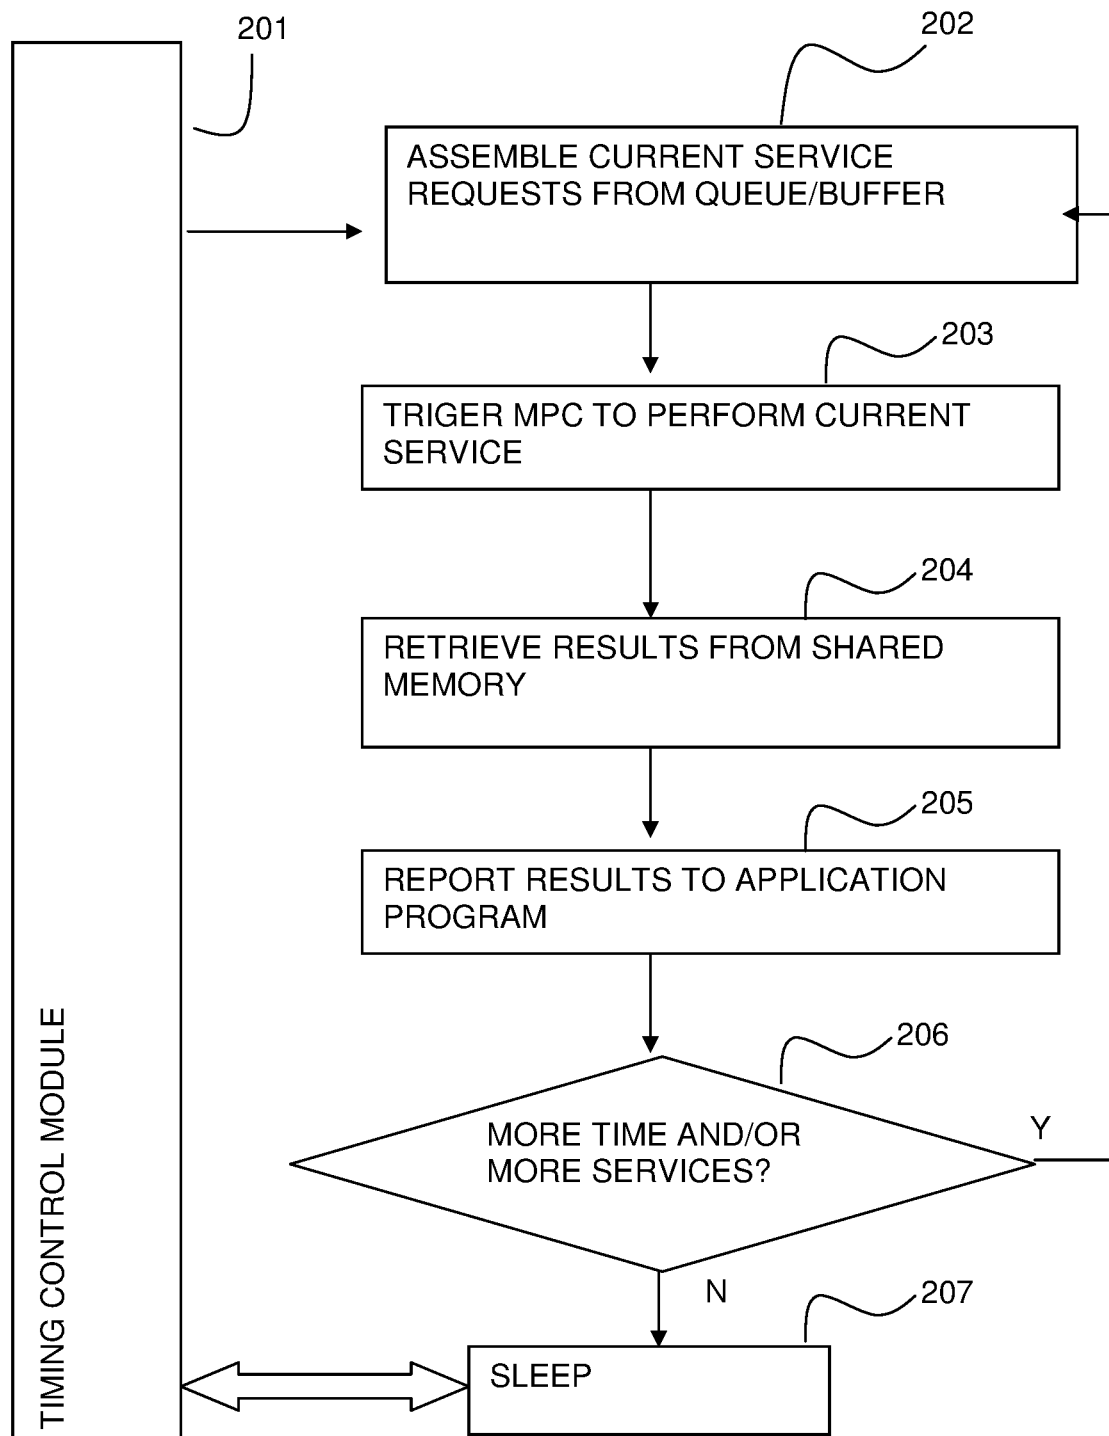 201
202
ASSEMBLE CURRENT SERVICE
REQUESTS FROM QUEUE/BUFFER
203
TRIGER MPC TO PERFORM CURRENT
SERVICE
204
RETRIEVE RESULTS FROM SHARED
MEMORY
205
REPORT RESULTS TO APPLICATION
PROGRAM
206
MORE TIME AND/OR
MORE SERVICES?
Y
N
207
SLEEP
TIMING CONTROL MODULE